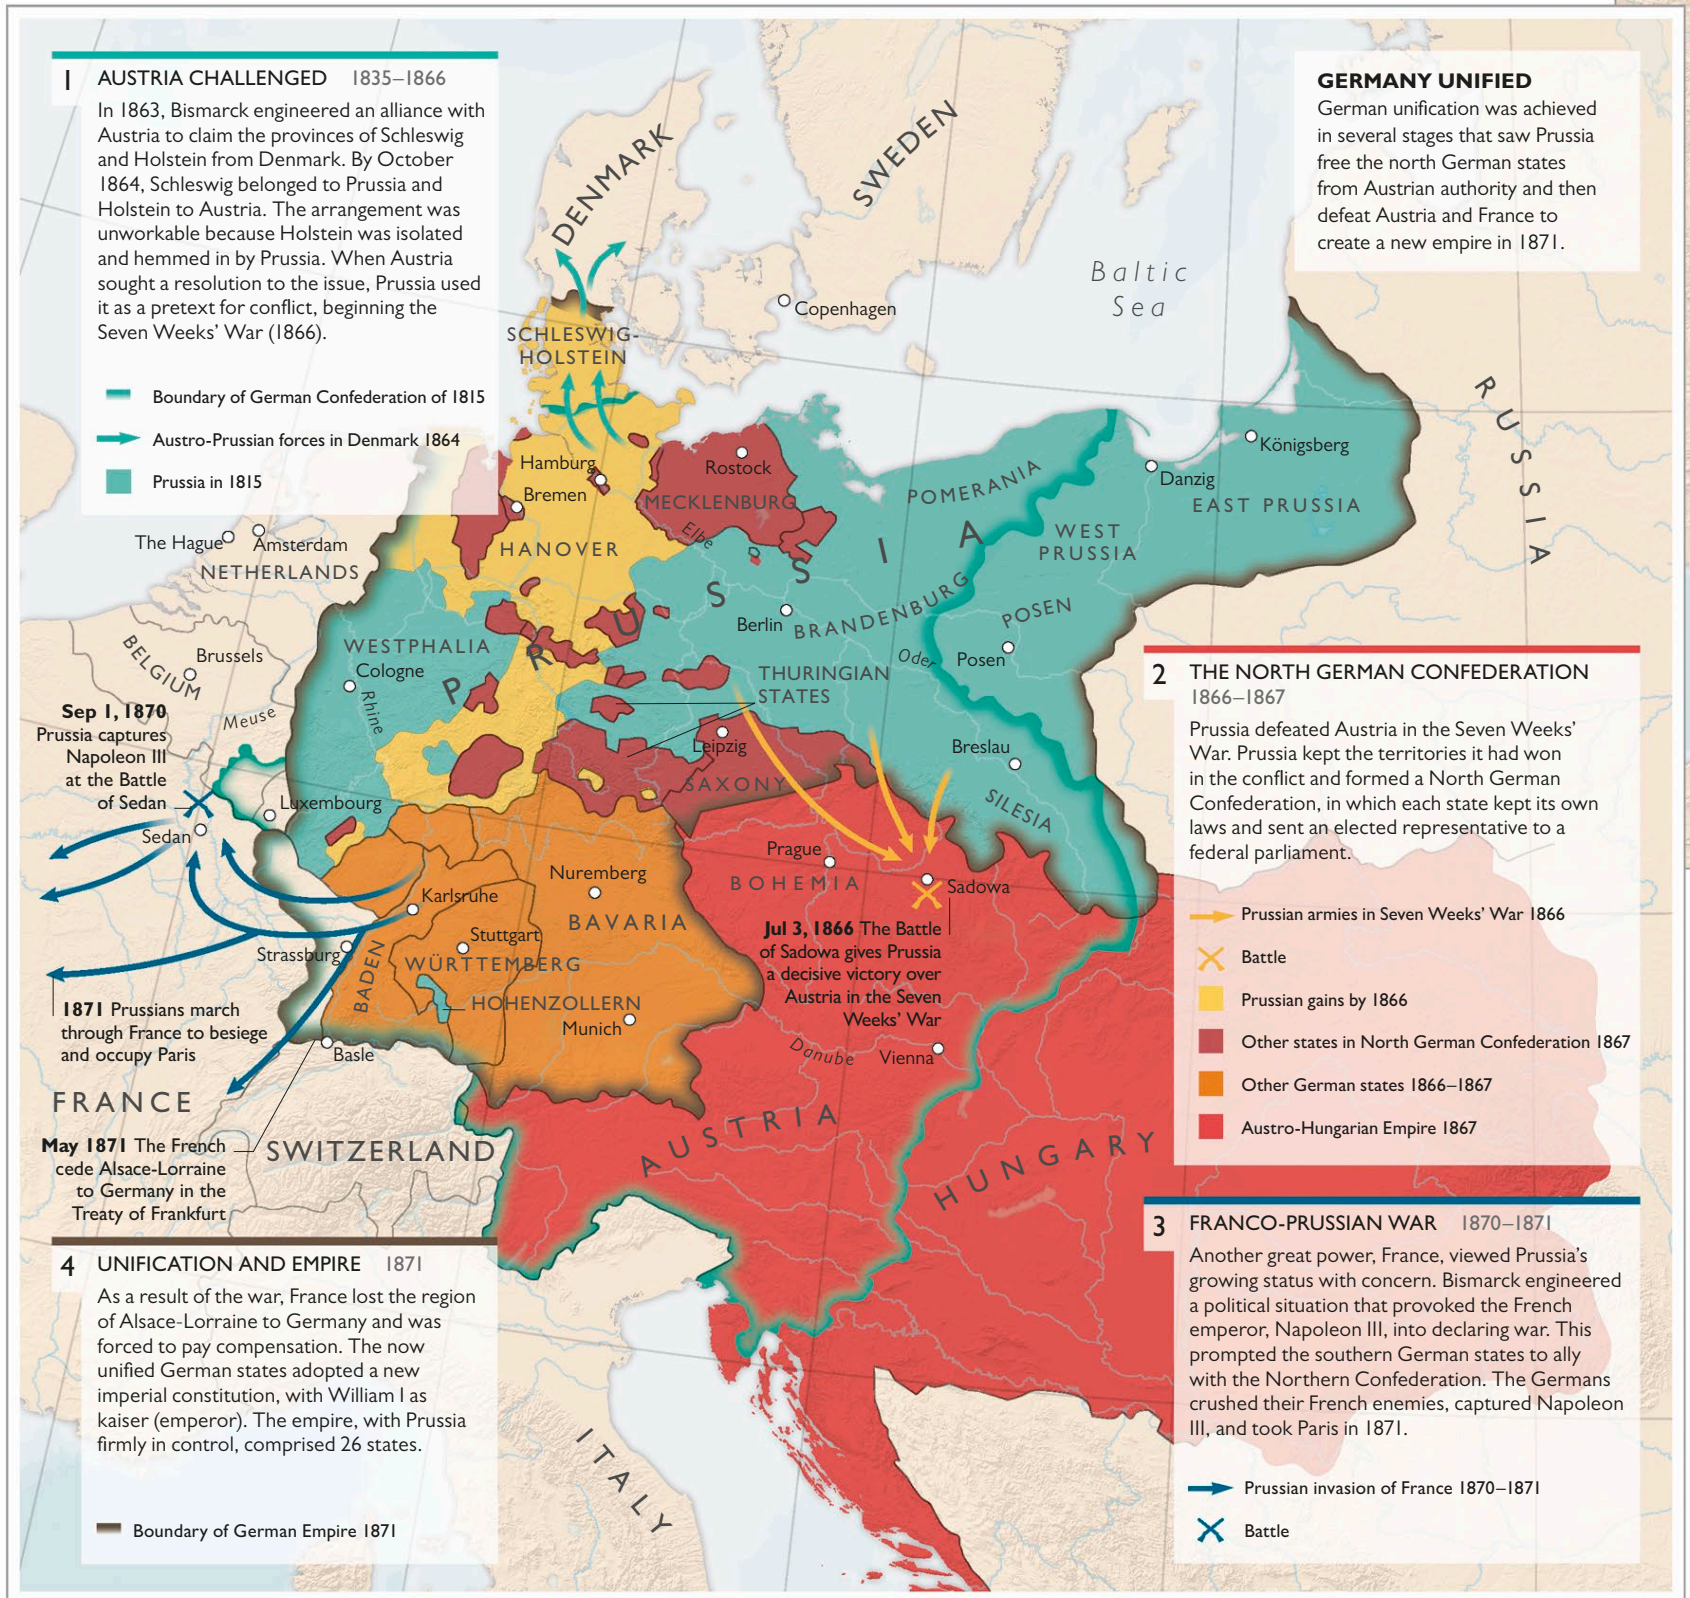 1 AUSTRIA CHALLENGED 1835–1866
In 1863, Bismarck engineered an alliance with
Austria to claim the provinces of Schleswig
and Holstein from Denmark. By October
1864, Schleswig belonged to Prussia and
Holstein to Austria. The arrangement was
unworkable because Holstein was isolated
and hemmed in by Prussia. When Austria
sought a resolution to the issue, Prussia used
it as a pretext for conflict, beginning the
Seven Weeks' War (1866).
Boundary of German Confederation of 1815
Austro-Prussian forces in Denmark 1864
Prussia in 1815
GERMANY UNIFIED
German unification was achieved
in several stages that saw Prussia
free the north German states
from Austrian authority and then
defeat Austria and France to
create a new empire in 1871.
DENMARK
SWEDEN
Baltic
Sea
Copenhagen
SCHLESWIG-
HOLSTEIN
RUSSIA
Königsberg
Danzig
EAST PRUSSIA
POMERANIA
WEST
PRUSSIA
Hamburg
Bremen
Rostock
MECKLENBURG
Elbe
HANOVER
The Hague
Amsterdam
NETHERLANDS
PRUSSIA
Berlin
BRANDENBURG
POSEN
Posen
Oder
WESTPHALIA
Cologne
Rhine
BELGIUM
Brussels
Meuse
THURINGIAN
STATES
Leipzig
SAXONY
Breslau
SILESIA
Sep 1, 1870
Prussia captures
Napoleon III
at the Battle
of Sedan
Luxembourg
Sedan
2 THE NORTH GERMAN CONFEDERATION
1866–1867
Prussia defeated Austria in the Seven Weeks'
War. Prussia kept the territories it had won
in the conflict and formed a North German
Confederation, in which each state kept its own
laws and sent an elected representative to a
federal parliament.
Prussian armies in Seven Weeks' War 1866
Battle
Prussian gains by 1866
Other states in North German Confederation 1867
Other German states 1866–1867
Austro-Hungarian Empire 1867
Prague
BOHEMIA
Sadowa
Jul 3, 1866 The Battle
of Sadowa gives Prussia
a decisive victory over
Austria in the Seven
Weeks' War
Nuremberg
BAVARIA
Karlsruhe
Stuttgart
WÜRTTEMBERG
Strassburg
BADEN
HOHENZOLLERN
Munich
Basle
Danube
Vienna
1871 Prussians march
through France to besiege
and occupy Paris
FRANCE
May 1871 The French
cede Alsace-Lorraine
to Germany in the
Treaty of Frankfurt
SWITZERLAND
AUSTRIA
HUNGARY
ITALY
3 FRANCO-PRUSSIAN WAR 1870–1871
Another great power, France, viewed Prussia's
growing status with concern. Bismarck engineered
a political situation that provoked the French
emperor, Napoleon III, into declaring war. This
prompted the southern German states to ally
with the Northern Confederation. The Germans
crushed their French enemies, captured Napoleon
III, and took Paris in 1871.
Prussian invasion of France 1870–1871
Battle
4 UNIFICATION AND EMPIRE 1871
As a result of the war, France lost the region
of Alsace-Lorraine to Germany and was
forced to pay compensation. The now
unified German states adopted a new
imperial constitution, with William I as
kaiser (emperor). The empire, with Prussia
firmly in control, comprised 26 states.
Boundary of German Empire 1871